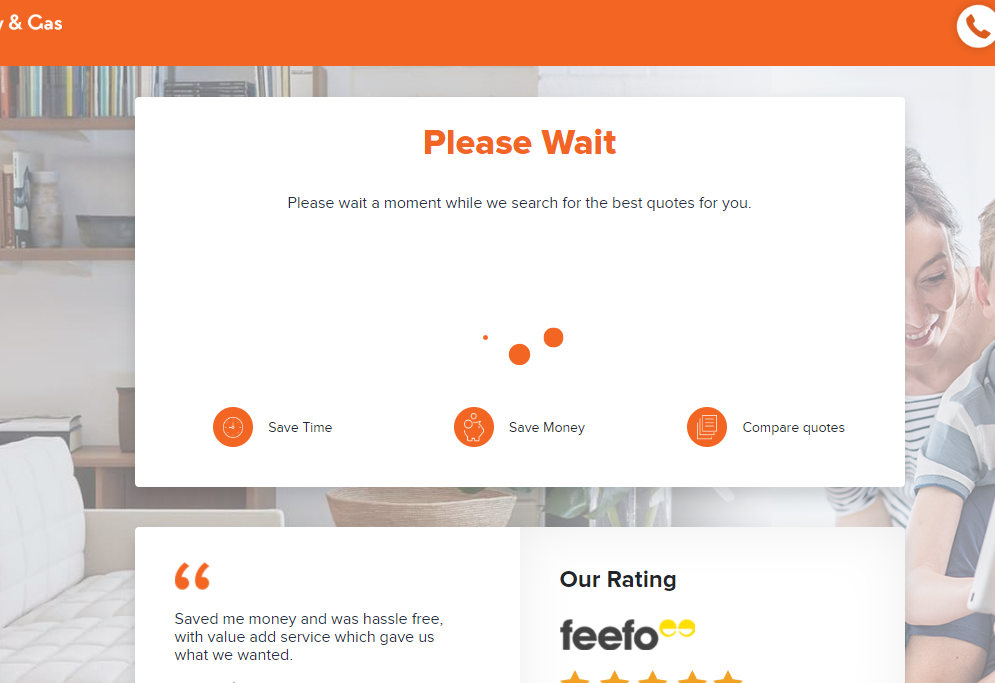 & Gas
Please Wait
Please wait a moment while we search for the best quotes for you.
Save Time
Save Money
Compare quotes
Saved me money and was hassle free,
with value add service which gave us
what we wanted.
Our Rating
feefo